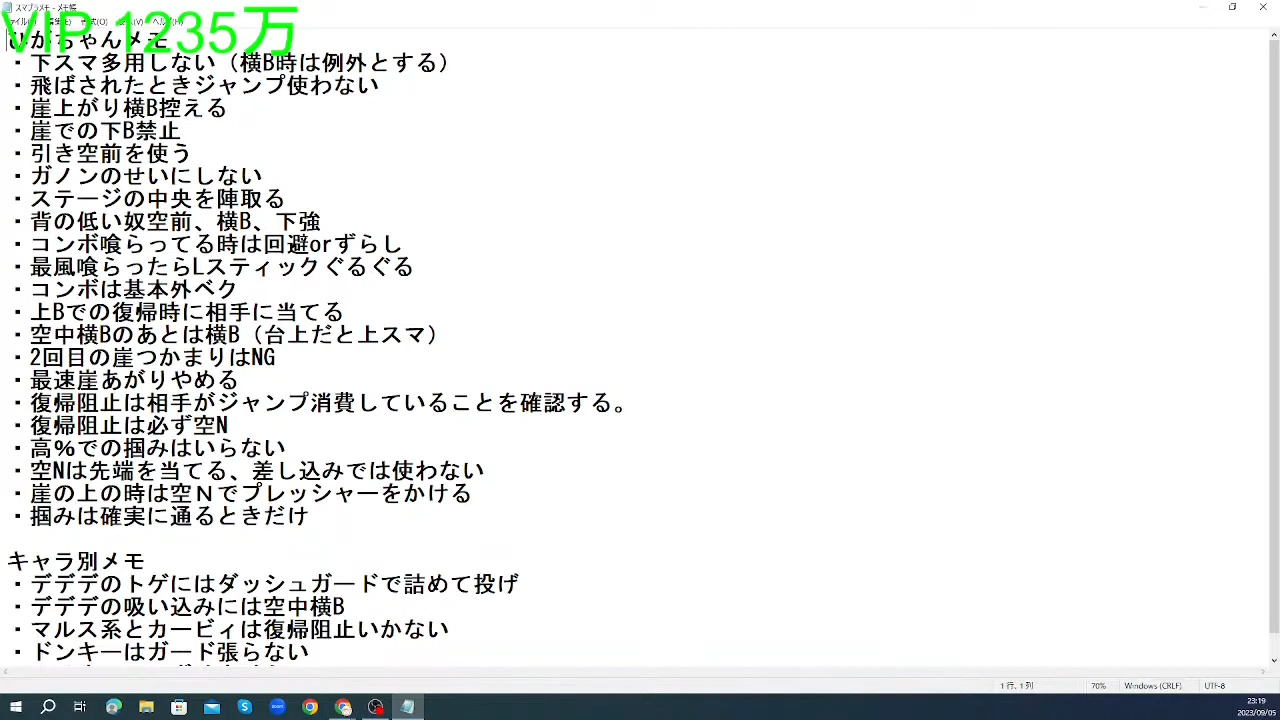 スマブラメモ - メモ帳
VIP 1235万
ひがちゃんメモ
・下スマ多用しない（横B時は例外とする）
・飛ばされたときジャンプ使わない
・崖上がり横B控える
・崖での下B禁止
・引き空前を使う
・ガノンのせいにしない
・ステージの中央を陣取る
・背の低い奴空前、横B、下強
・コンボ喰らってる時は回避orずらし
・最風喰らったらLスティックぐるぐる
・コンボは基本外ベク
・上Bでの復帰時に相手に当てる
・空中横Bのあとは横B（台上だと上スマ）
・2回目の崖つかまりはNG
・最速崖あがりやめる
・復帰阻止は相手がジャンプ消費していることを確認する。
・復帰阻止は必ず空N
・高％での掴みはいらない
・空Nは先端を当てる、差し込みでは使わない
・崖の上の時は空Ｎでプレッシャーをかける
・掴みは確実に通るときだけ
キャラ別メモ
・デデデのトゲにはダッシュガードで詰めて投げ
・デデデの吸い込みには空中横B
・マルス系とカービィは復帰阻止いかない
・ドンキーはガード張らない
1行、1列 70% Windows (CRLF) UTF-8
zoom
23:19
2023/09/05